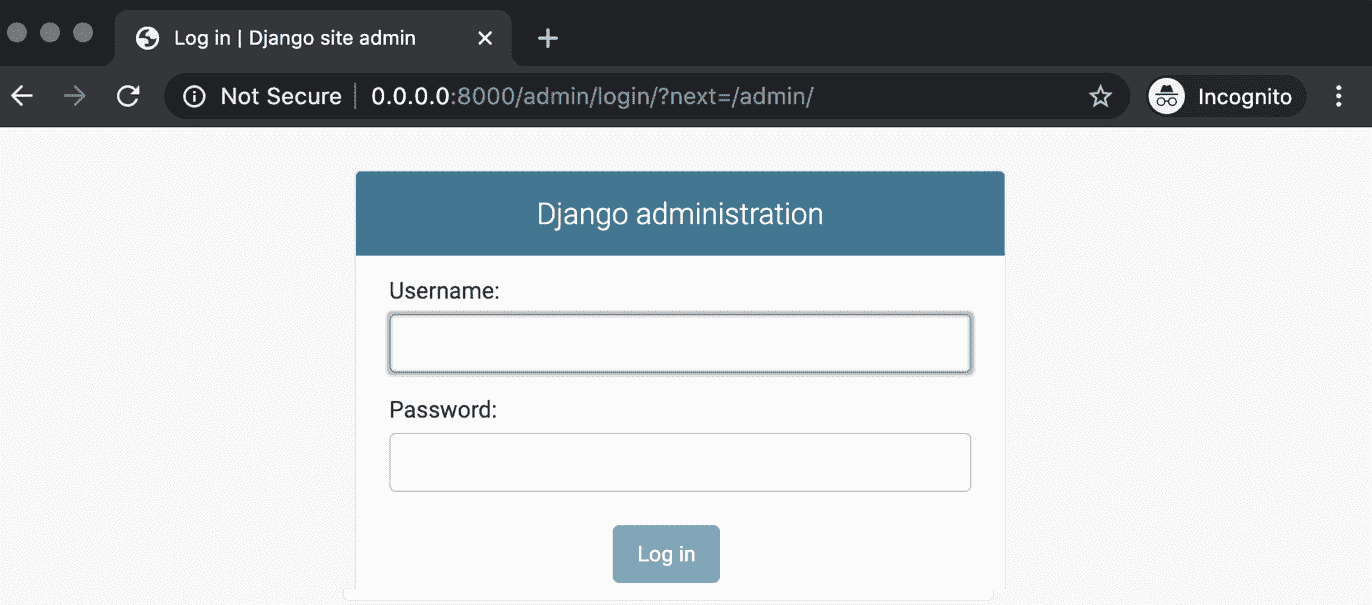 Log in | Django site admin
Not Secure | 0.0.0.0:8000/admin/login/?next=/admin/
Incognito
Django administration
Username:
Password:
Log in